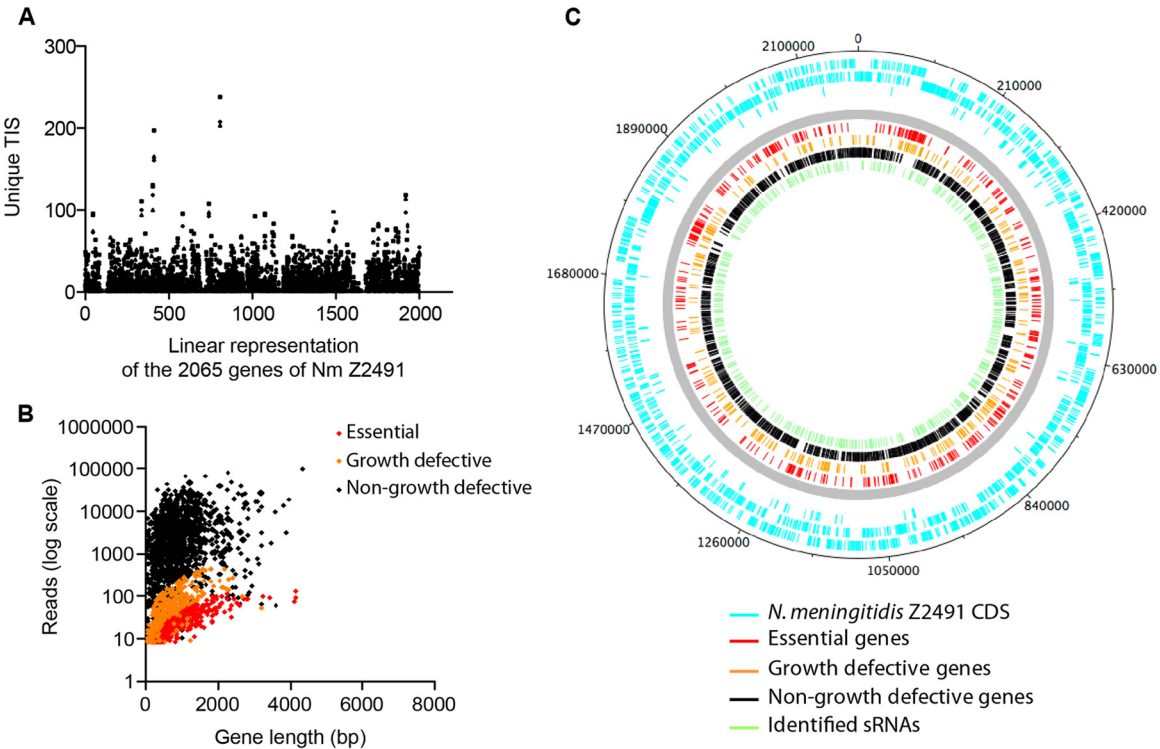 A
300
200
100
0
Unique TIS
0
500
1000
1500
2000
Linear representation
of the 2065 genes of Nm Z2491
B
1000000
100000
10000
1000
100
10
1
Reads (log scale)
0
2000
4000
6000
8000
Gene length (bp)
Essential
Growth defective
Non-growth defective
C
0
210000
420000
630000
840000
1050000
1260000
1470000
1680000
1890000
2100000
N. meningitidis Z2491 CDS
Essential genes
Growth defective genes
Non-growth defective genes
Identified sRNAs